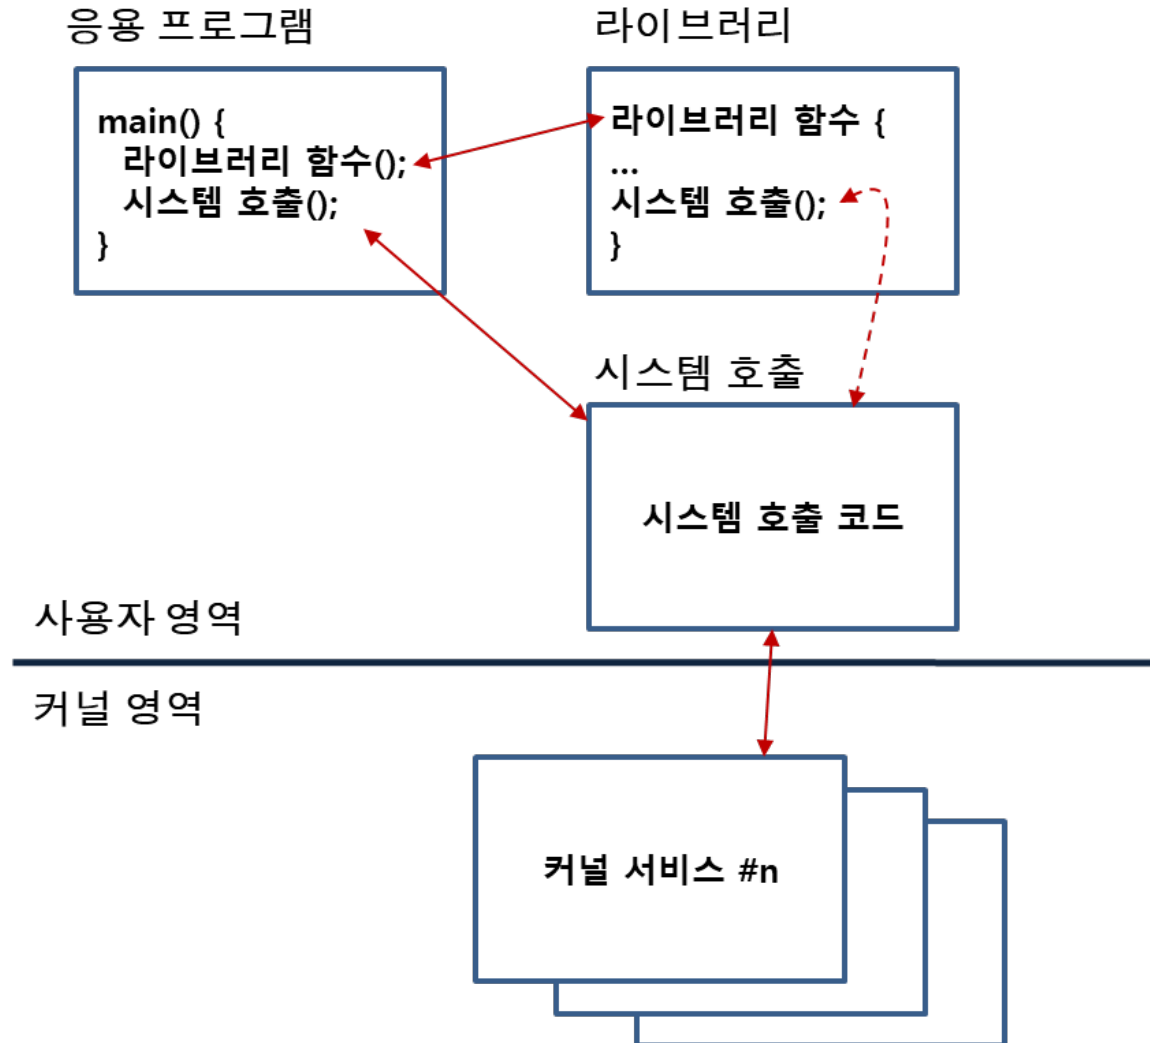 응용 프로그램
main() {
라이브러리 함수();
시스템 호출();
}
라이브러리
라이브러리 함수 {
...
시스템 호출();
}
시스템 호출
시스템 호출 코드
사용자 영역
커널 영역
커널 서비스 #n